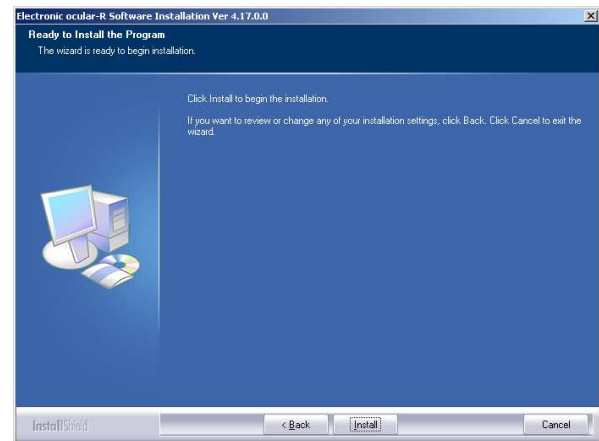 Electronic ocular-R Software Installation Ver 4.17.0.0
Ready to Install the Program
The wizard is ready to begin installation.
Click Install to begin the installation.
If you want to review or change any of your installation settings, click Back. Click Cancel to exit the
wizard.
InstallShield
< Back
Install
Cancel